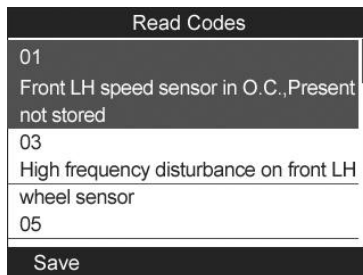 Read Codes
01
Front LH speed sensor in O.C.,Present
not stored
03
High frequency disturbance on front LH
wheel sensor
05
Save